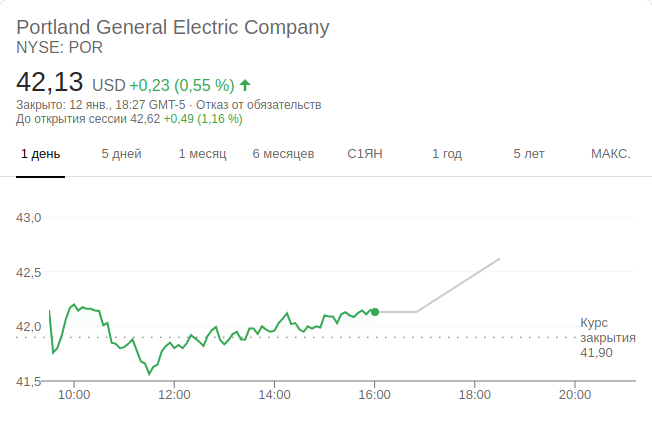 Portland General Electric Company
NYSE: POR
42,13 USD +0,23 (0,55 %)
Закрыто: 12 янв., 18:27 GMT-5 · Отказ от обязательств
До открытия сессии 42,62 +0,49 (1,16 %)
1 день 5 дней 1 месяц 6 месяцев С1ЯН 1 год 5 лет МАКС.
43,0
42,5
42,0
Курс
закрытия
41,90
41,5
10:00 12:00 14:00 16:00 18:00 20:00